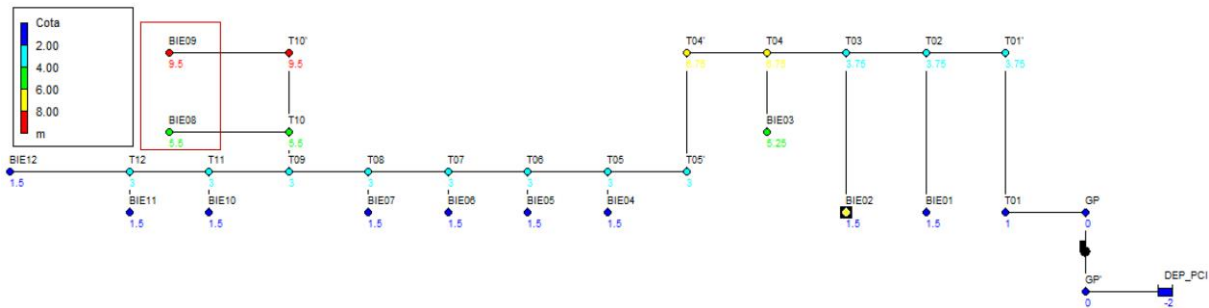 Cota
2.00
4.00
6.00
8.00
m
BIE09 T10' T04' T04 T03 T02 T01'
9.5 9.5 6.75 6.75 3.75 3.75 3.75
BIE08 T10 BIE03
5.5 5.5 5.25
BIE12 T12 T11 T09 T08 T07 T06 T05 T05'
1.5 3 3 3 3 3 3 3 3
BIE11 BIE10 BIE07 BIE06 BIE05 BIE04 BIE02 BIE01 T01 GP
1.5 1.5 1.5 1.5 1.5 1.5 1.5 1.5 1 0
GP' DEP_PCI
0 -2